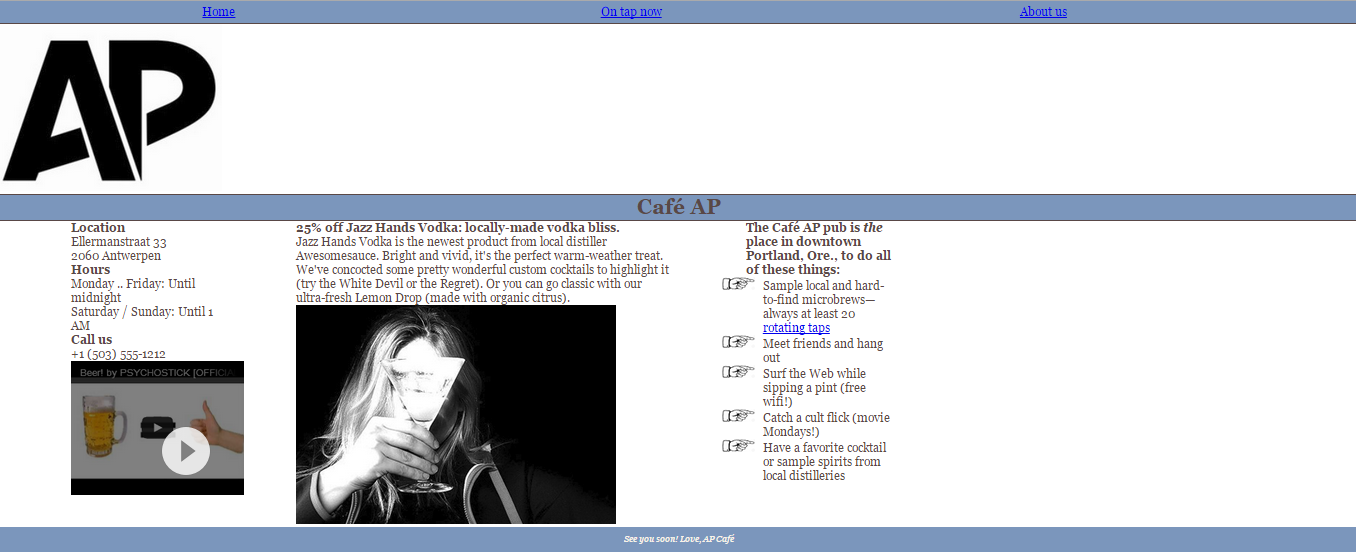 Home On tap now About us
AP
Café AP
Location
Ellermanstraat 33
2060 Antwerpen
Hours
Monday .. Friday: Until
midnight
Saturday / Sunday: Until 1
AM
Call us
+1 (503) 555-1212
Beer! by PSYCHOSTICK [OFFICIA
25% off Jazz Hands Vodka: locally-made vodka bliss.
Jazz Hands Vodka is the newest product from local distiller
Awesomesauce. Bright and vivid, it's the perfect warm-weather treat.
We've concocted some pretty wonderful custom cocktails to highlight it
(try the White Devil or the Regret). Or you can go classic with our
ultra-fresh Lemon Drop (made with organic citrus).
The Café AP pub is the
place in downtown
Portland, Ore., to do all
of these things:
Sample local and hard-
to-find microbrews—
always at least 20
rotating taps
Meet friends and hang
out
Surf the Web while
sipping a pint (free
wifi!)
Catch a cult flick (movie
Mondays!)
Have a favorite cocktail
or sample spirits from
local distilleries
See you soon! Love, AP Café